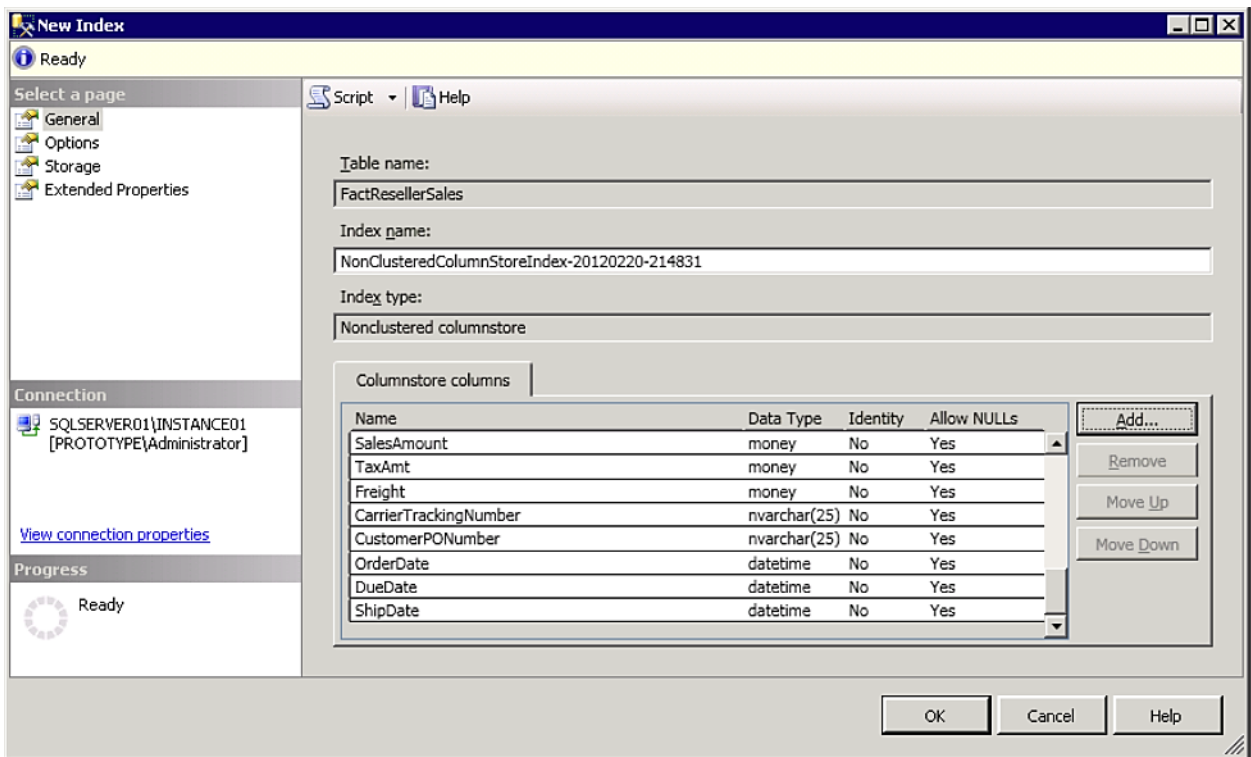 New Index
Ready
Select a page
General
Options
Storage
Extended Properties
Connection
SQLSERVER01\INSTANCE01
[PROTOTYPE\Administrator]
View connection properties
Progress
Ready
Script Help
Table name:
FactResellerSales
Index name:
NonClusteredColumnStoreIndex-20120220-214831
Index type:
Nonclustered columnstore
Columnstore columns
Name Data Type Identity Allow NULLs
SalesAmount money No Yes
TaxAmt money No Yes
Freight money No Yes
CarrierTrackingNumber nvarchar(25) No Yes
CustomerPONumber nvarchar(25) No Yes
OrderDate datetime No Yes
DueDate datetime No Yes
ShipDate datetime No Yes
Add...
Remove
Move Up
Move Down
OK Cancel Help